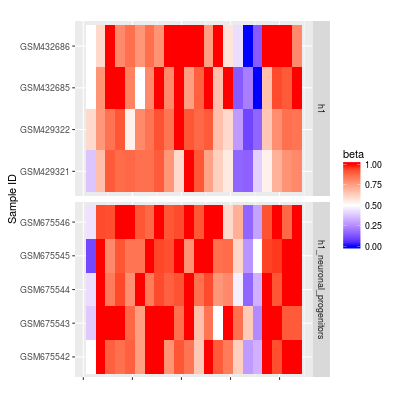 GSM432686
GSM432685
GSM429322
GSM429321
h1
GSM675546
GSM675545
GSM675544
GSM675543
GSM675542
h1_neuronal_progenitors
Sample ID
beta
1.00
0.75
0.50
0.25
0.00